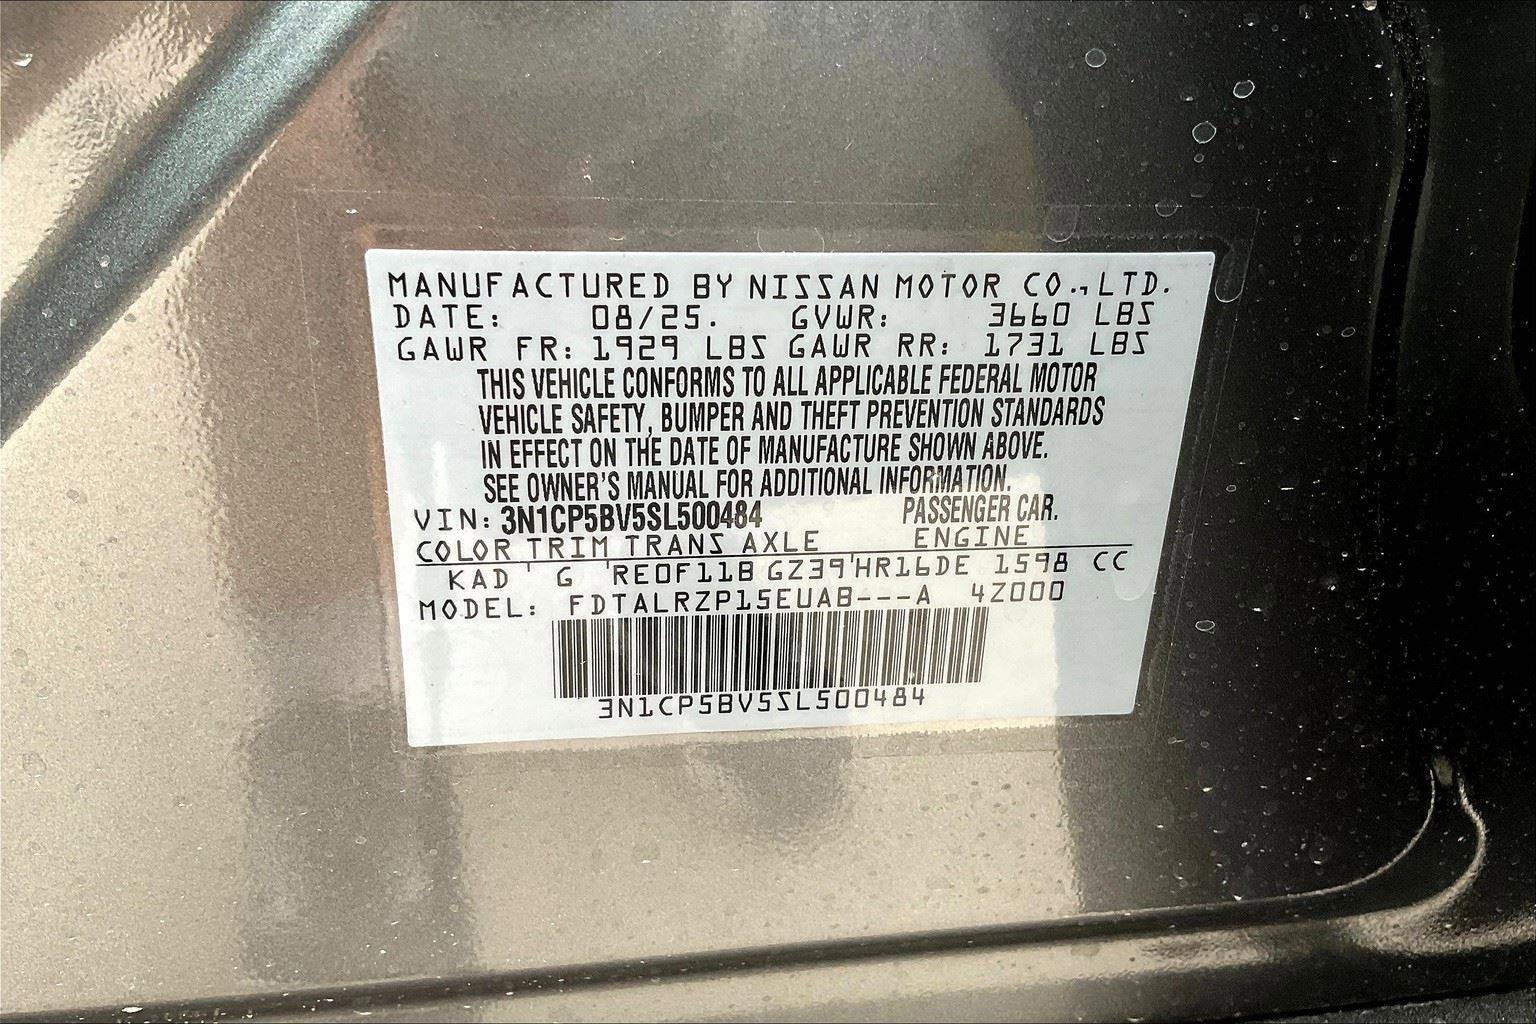 MANUFACTURED BY NISSAN MOTOR CO., LTD.
DATE: 08/25. GVWR: 3660 LBS
GAWR FR: 1929 LBS GAWR RR: 1731 LBS
THIS VEHICLE CONFORMS TO ALL APPLICABLE FEDERAL MOTOR
VEHICLE SAFETY, BUMPER AND THEFT PREVENTION STANDARDS
IN EFFECT ON THE DATE OF MANUFACTURE SHOWN ABOVE.
SEE OWNER'S MANUAL FOR ADDITIONAL INFORMATION.
VIN: 3N1CP5BV5SL500484 PASSENGER CAR.
COLOR TRIM TRANS AXLE ENGINE
KAD G RE0F11B GZ39 HR16DE 1598 CC
MODEL: FDTALRZP15EUAB---A 4Z000
3N1CP5BV5SL500484